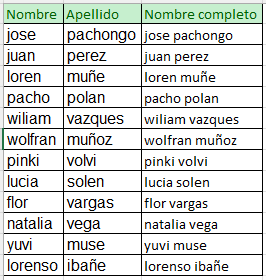 Nombre Apellido Nombre completo
jose pachongo jose pachongo
juan perez juan perez
loren muñe loren muñe
pacho polan pacho polan
wiliam vazques wiliam vazques
wolfran muñoz wolfran muñoz
pinki volvi pinki volvi
lucia solen lucia solen
flor vargas flor vargas
natalia vega natalia vega
yuvi muse yuvi muse
lorenso ibañe lorenso ibañe